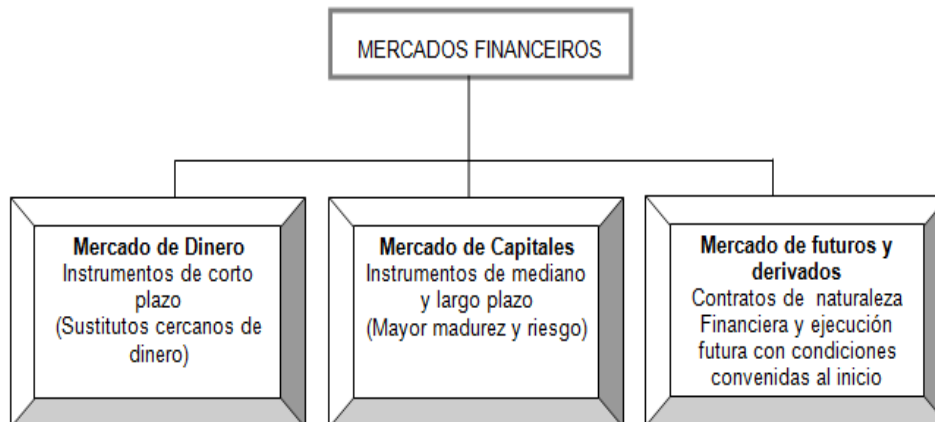 MERCADOS FINANCEIROS
Mercado de Dinero
Instrumentos de corto
plazo
(Sustitutos cercanos de
dinero)
Mercado de Capitales
Instrumentos de mediano
y largo plazo
(Mayor madurez y riesgo)
Mercado de futuros y
derivados
Contratos de naturaleza
Financiera y ejecución
futura con condiciones
convenidas al inicio